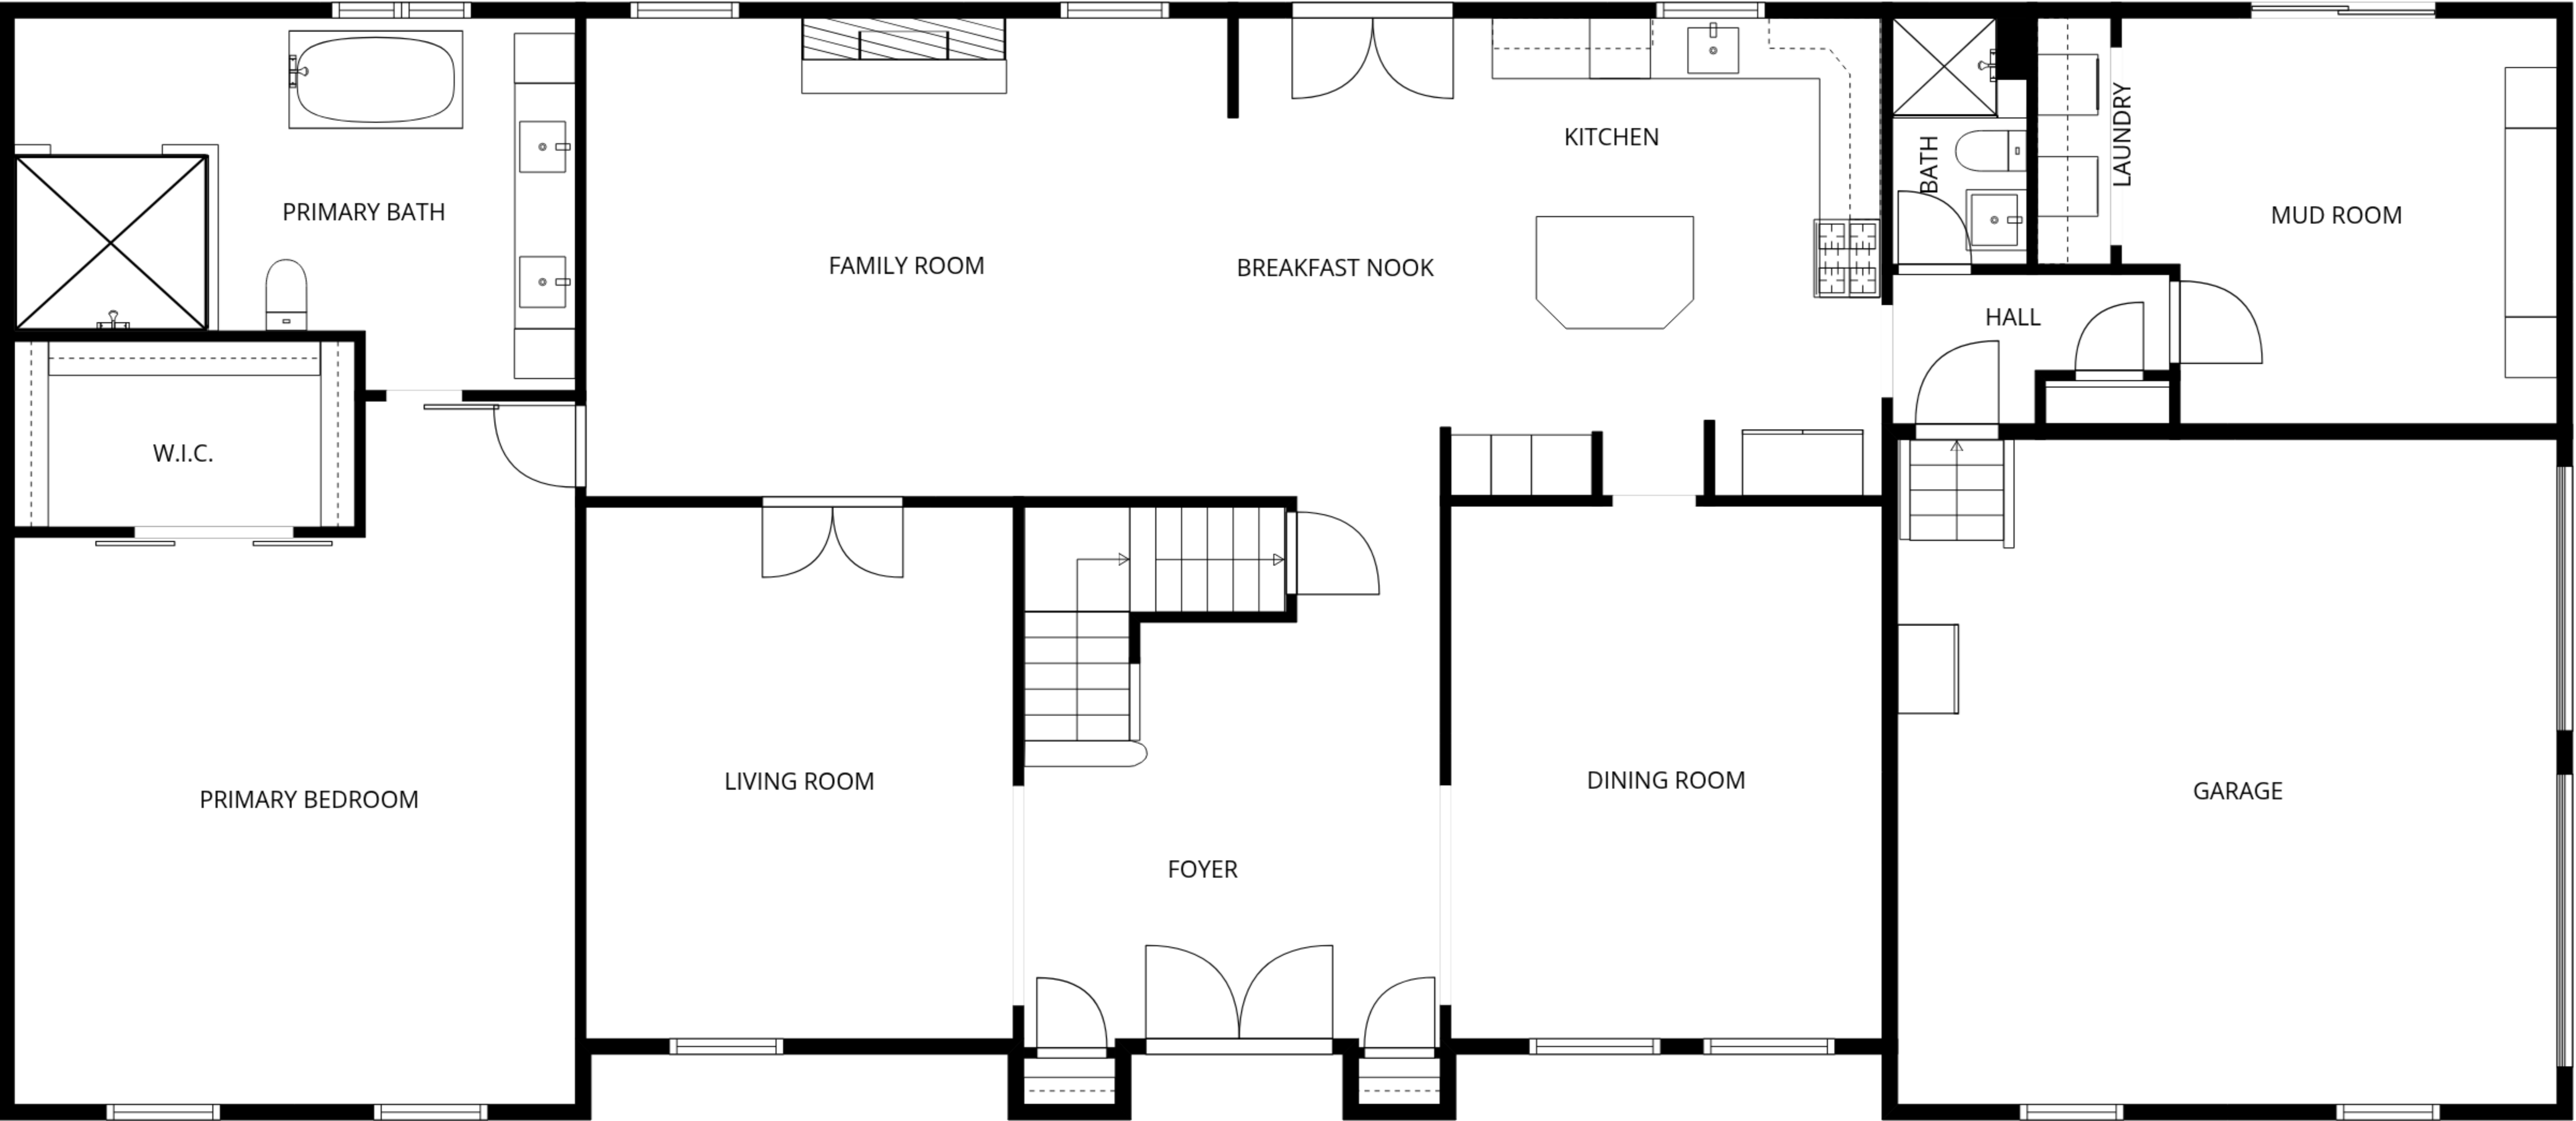 KITCHEN
BATH
LAUNDRY
PRIMARY BATH
MUD ROOM
FAMILY ROOM
BREAKFAST NOOK
HALL
W.I.C.
PRIMARY BEDROOM
LIVING ROOM
DINING ROOM
GARAGE
FOYER